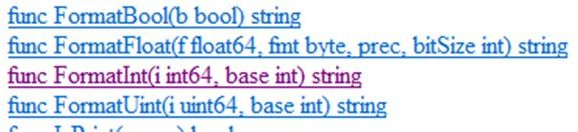 func FormatBool(b bool) string
func FormatFloat(f float64, fmt byte, prec, bitSize int) string
func FormatInt(i int64, base int) string
func FormatUint(i uint64, base int) string